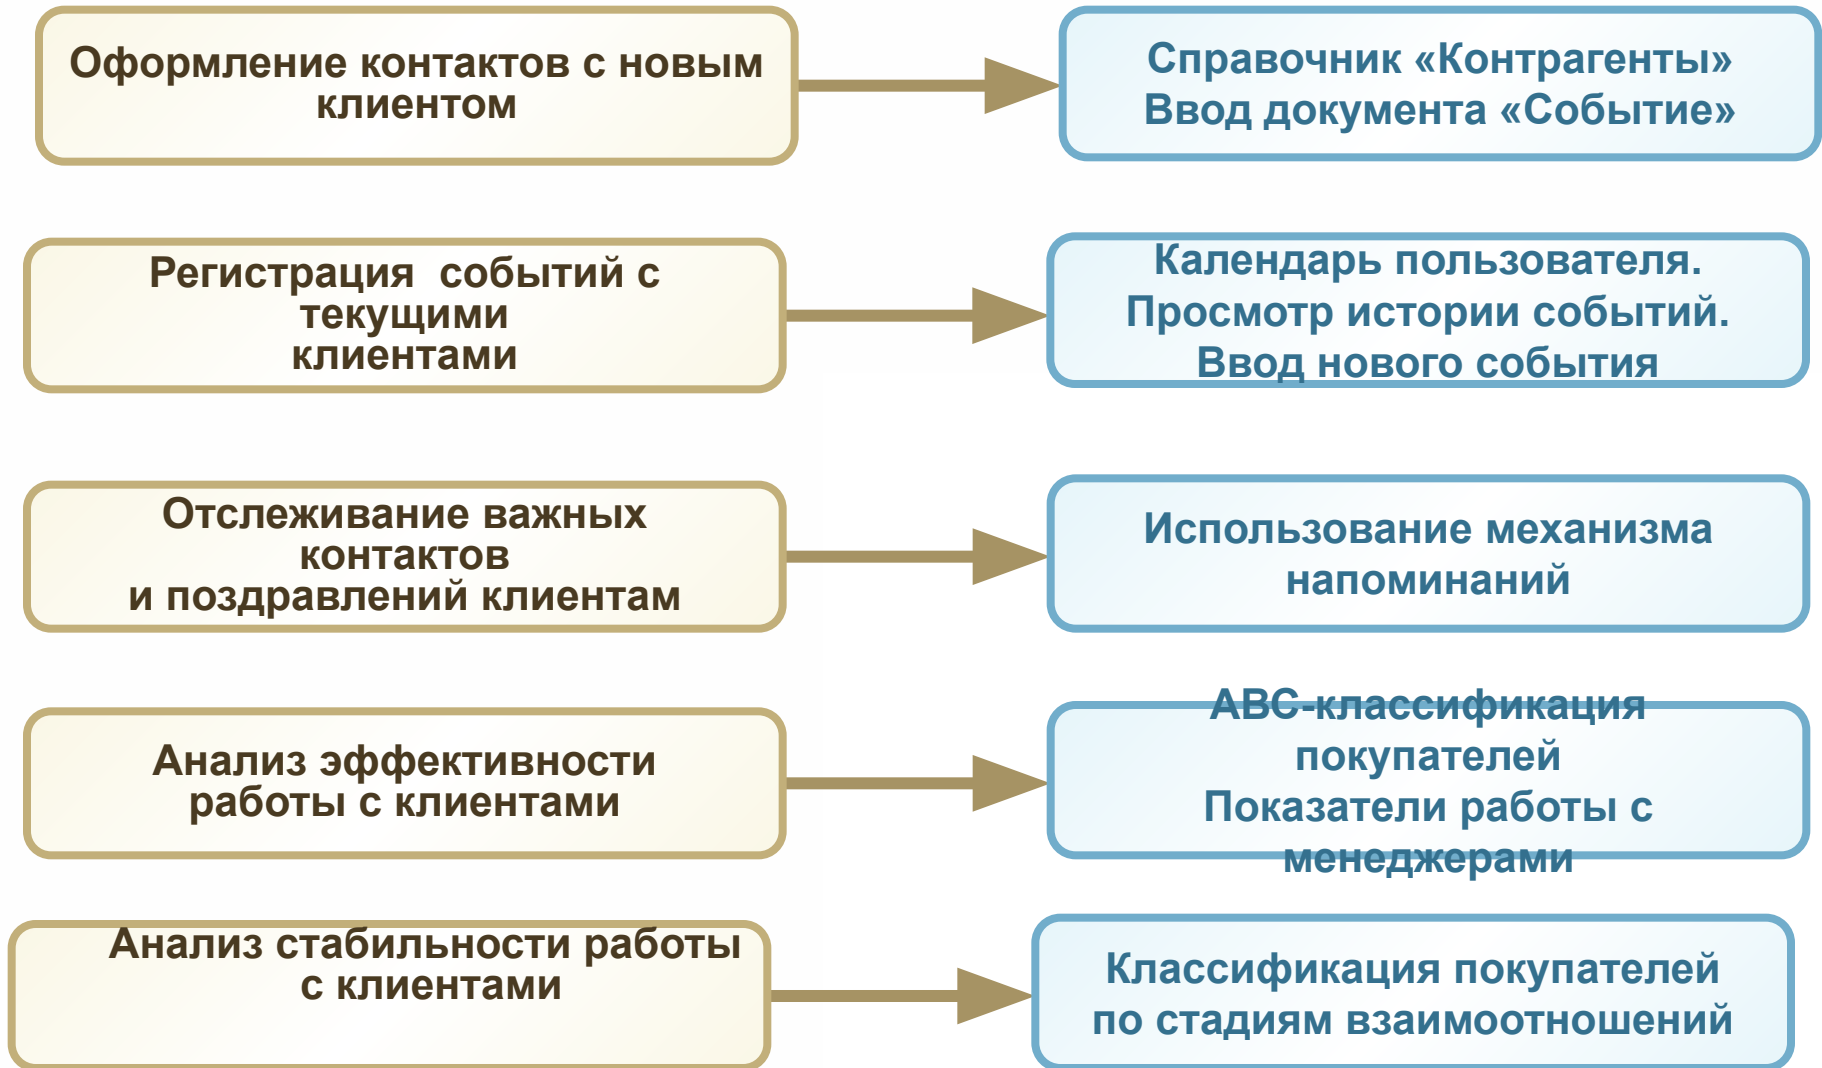 Оформление контактов с новым
клиентом
Справочник «Контрагенты»
Ввод документа «Событие»
Регистрация  событий с
текущими
клиентами
Календарь пользователя.
Просмотр истории событий.
Ввод нового события
Отслеживание важных
контактов
и поздравлений клиентам
Использование механизма
напоминаний
Анализ эффективности
работы с клиентами
ABC-классификация
покупателей
Показатели работы с
менеджерами
Анализ стабильности работы
с клиентами
Классификация покупателей
по стадиям взаимоотношений